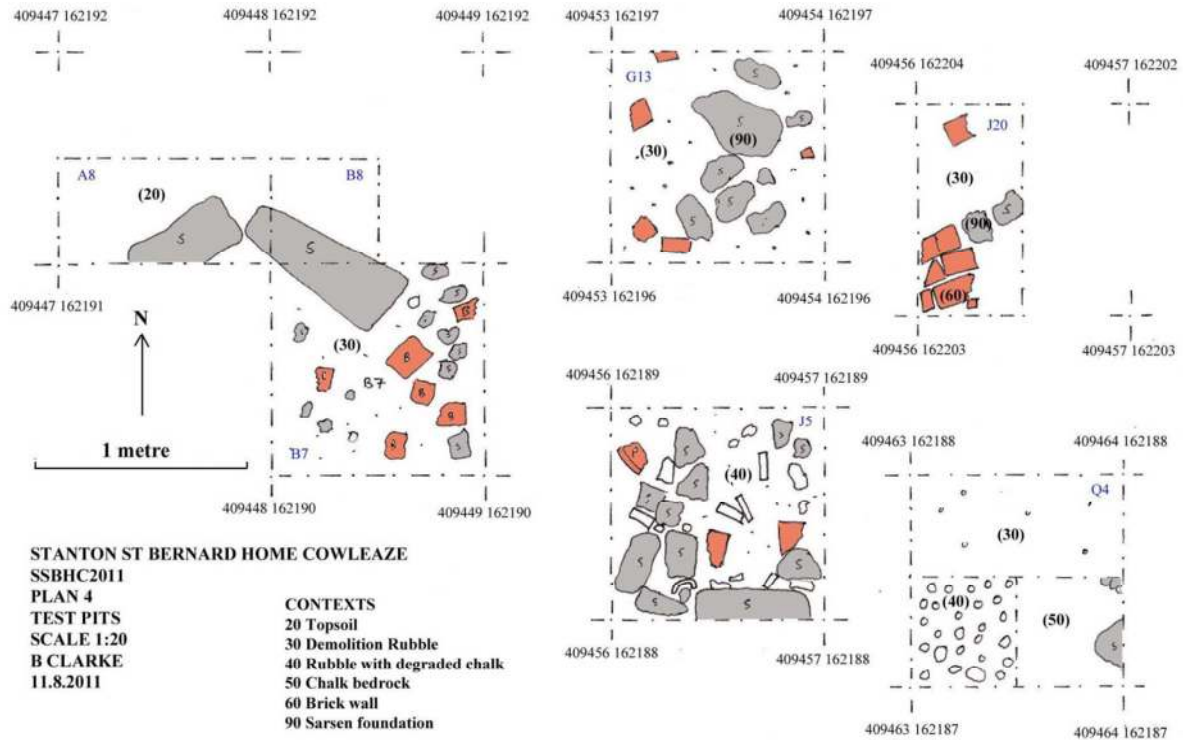 409447 162192
409448 162192
409449 162192
A8
B8
(20)
S
S
409447 162191
N
1 metre
S
S
B
S
S
S
(30)
B
S
B7
B
B
B
S
B7
409448 162190
409449 162190
409453 162197
409454 162197
G13
S
S
S
(30)
(90)
S
S
S
409453 162196
409454 162196
409456 162204
409457 162202
J20
(30)
S
(90)
(60)
409456 162203
409457 162203
409456 162189
409457 162189
J5
S
S
S
(40)
S
S
S
S
S
S
S
S
409456 162188
409457 162188
409463 162188
409464 162188
Q4
(30)
(40)
(50)
S
409463 162187
409464 162187
STANTON ST BERNARD HOME COWLEAZE
SSBHC2011
PLAN 4
TEST PITS
SCALE 1:20
B CLARKE
11.8.2011
CONTEXTS
20 Topsoil
30 Demolition Rubble
40 Rubble with degraded chalk
50 Chalk bedrock
60 Brick wall
90 Sarsen foundation